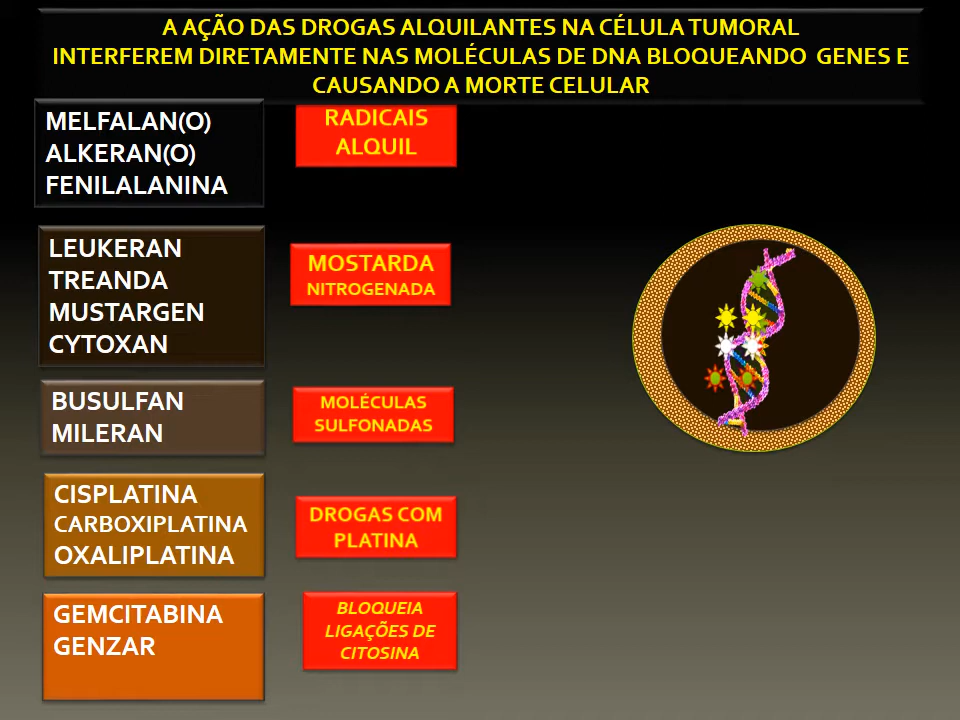 A AÇÃO DAS DROGAS ALQUILANTES NA CÉLULA TUMORAL
INTERFEREM DIRETAMENTE NAS MOLÉCULAS DE DNA BLOQUEANDO GENES E
CAUSANDO A MORTE CELULAR
MELFALAN(O)
ALKERAN(O)
FENILALANINA
RADICAIS
ALQUIL
LEUKERAN
TREANDA
MUSTARGEN
CYTOXAN
MOSTARDA
NITROGENADA
BUSULFAN
MILERAN
MOLÉCULAS
SULFONADAS
CISPLATINA
CARBOXIPLATINA
OXALIPLATINA
DROGAS COM
PLATINA
GEMCITABINA
GENZAR
BLOQUEIA
LIGAÇÕES DE
CITOSINA